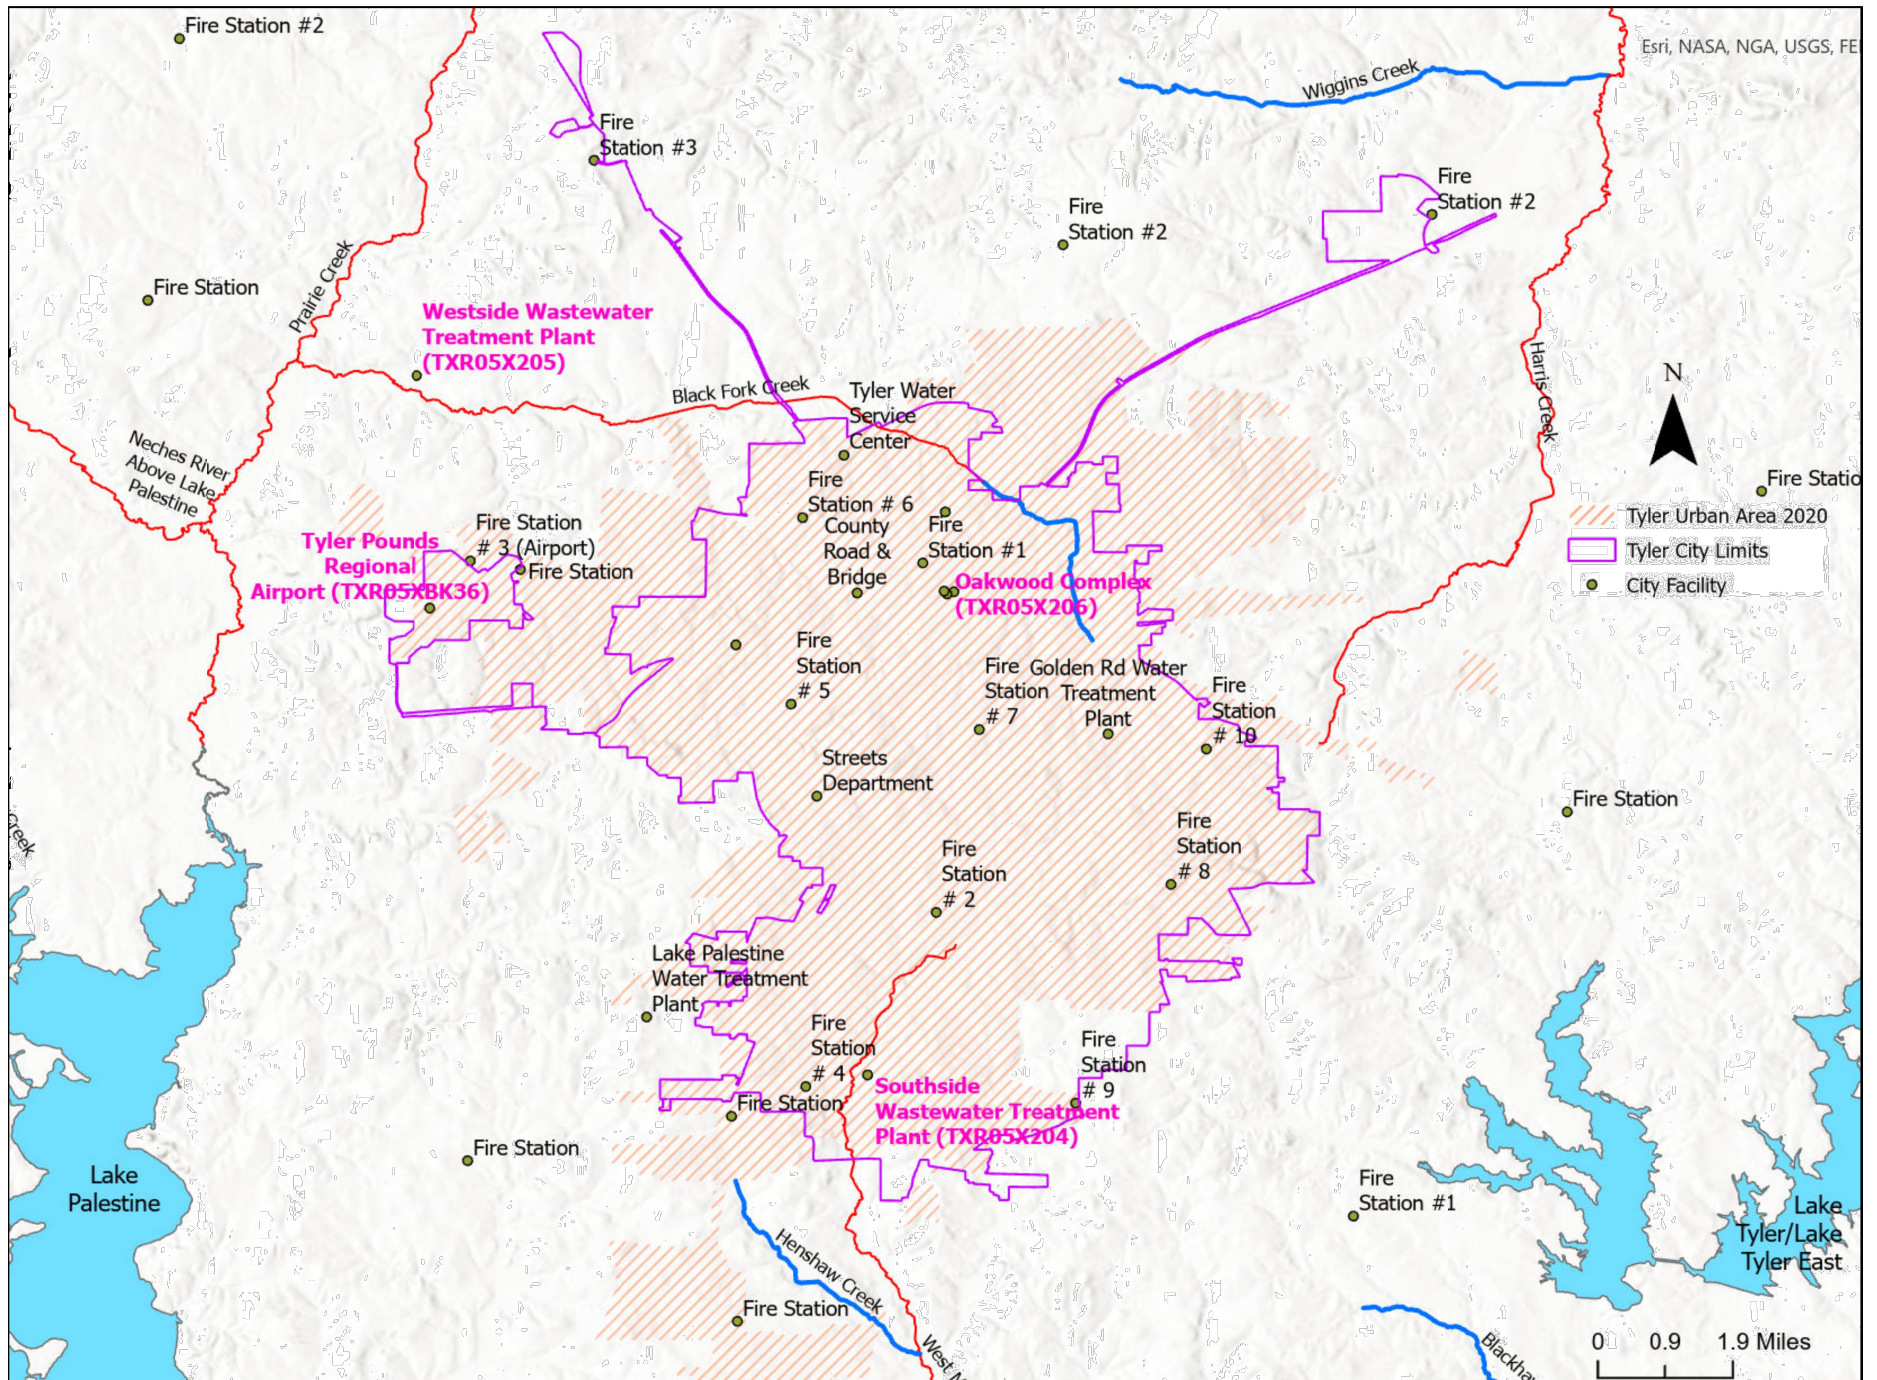 Fire Station #2
Esri, NASA, NGA, USGS, FE
Wiggins Creek
Fire
Station #3
Fire
Station #2
Fire
Station #2
Prairie Creek
Fire Station
Westside Wastewater
Treatment Plant
(TXR05X205)
Black Fork Creek
Tyler Water
Service
Center
Harris Creek
N
Neches River
Above Lake
Palestine
Fire
Station # 6
Fire Statio
Tyler Urban Area 2020
Tyler City Limits
City Facility
County
Road &
Bridge
Fire
Station #1
Fire Station
# 3 (Airport)
Fire Station
Tyler Pounds
Regional
Airport (TXR05XBK36)
Oakwood Complex
(TXR05X206)
Fire
Station
# 5
Fire
Station
# 7
Golden Rd Water
Treatment
Plant
Fire
Station
# 10
Streets
Department
Fire Station
Creek
Fire
Station
# 8
Fire
Station
# 2
Lake Palestine
Water Treatment
Plant
Fire
Station
# 4
Fire
Station
# 9
Southside
Wastewater Treatment
Plant (TXR05X204)
Fire Station
Fire Station
Lake
Palestine
Fire
Station #1
Lake
Tyler/Lake
Tyler East
Henshaw Creek
Fire Station
West
Blackha
0 0.9 1.9 Miles